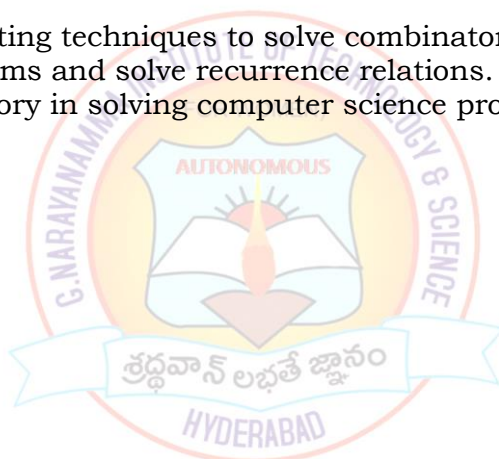 ting techniques to solve combinator
ms and solve recurrence relations.
ory in solving computer science pro
G.NARAYANAMMA INSTITUTE OF TECHNOLOGY & SCIENCE
AUTONOMOUS
శ్రద్ధవాన్ లభతే జ్ఞానం
HYDERABAD